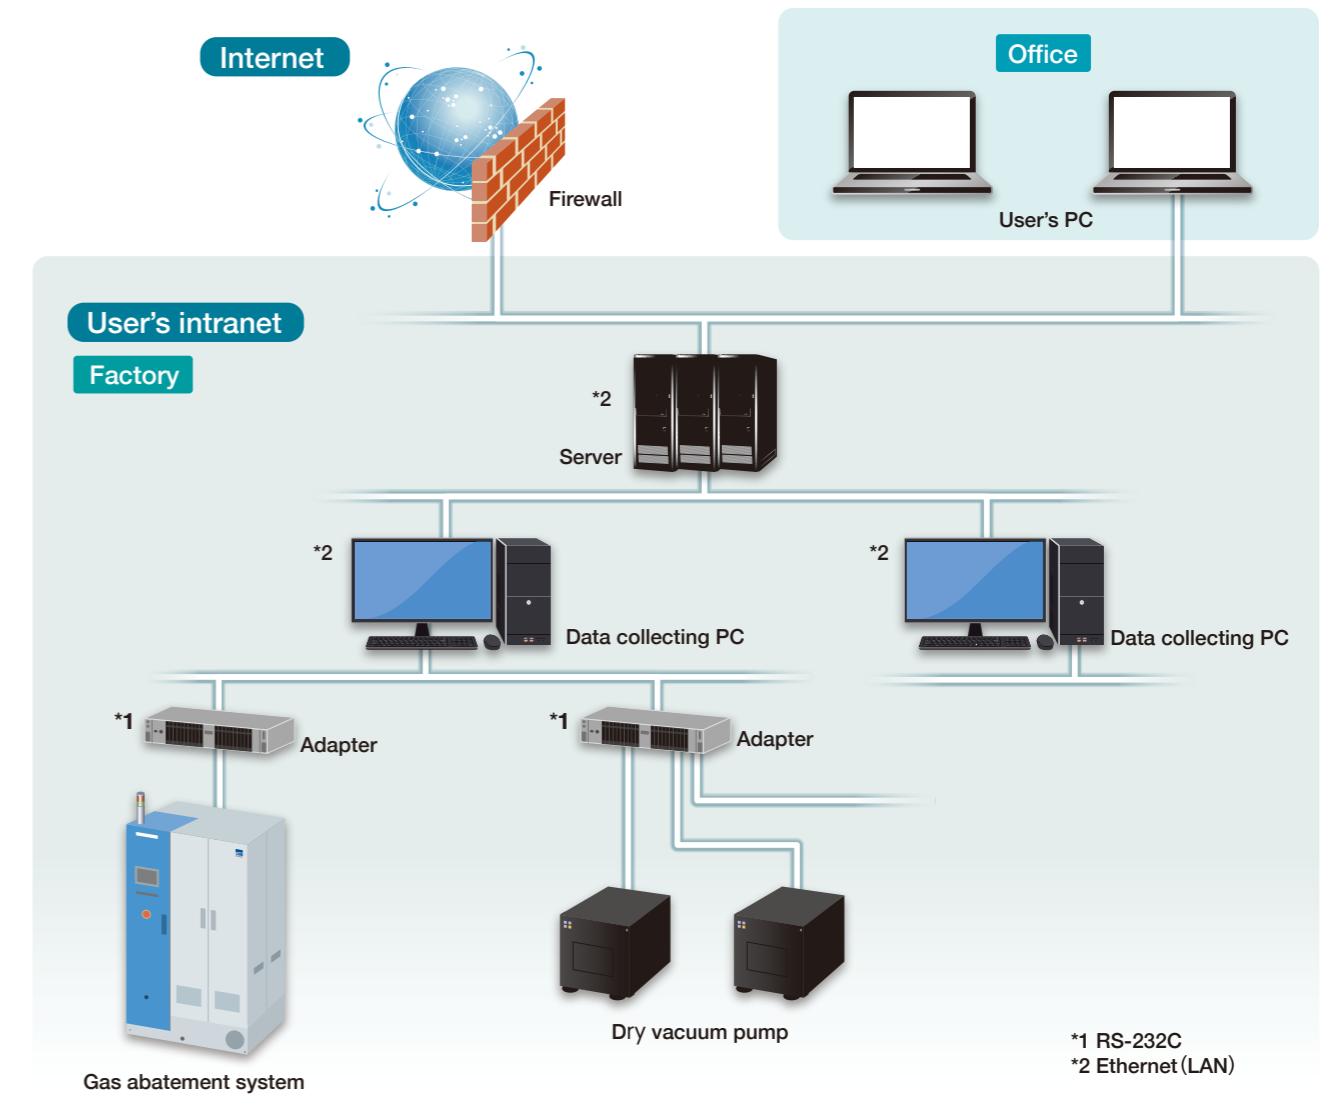 Internet
Office
Firewall
User’s PC
User’s intranet
Factory
*2
Server
*2
*2
Data collecting PC
Data collecting PC
*1
Adapter
*1
Adapter
Dry vacuum pump
*1 RS-232C
*2 Ethernet(LAN)
Gas abatement system